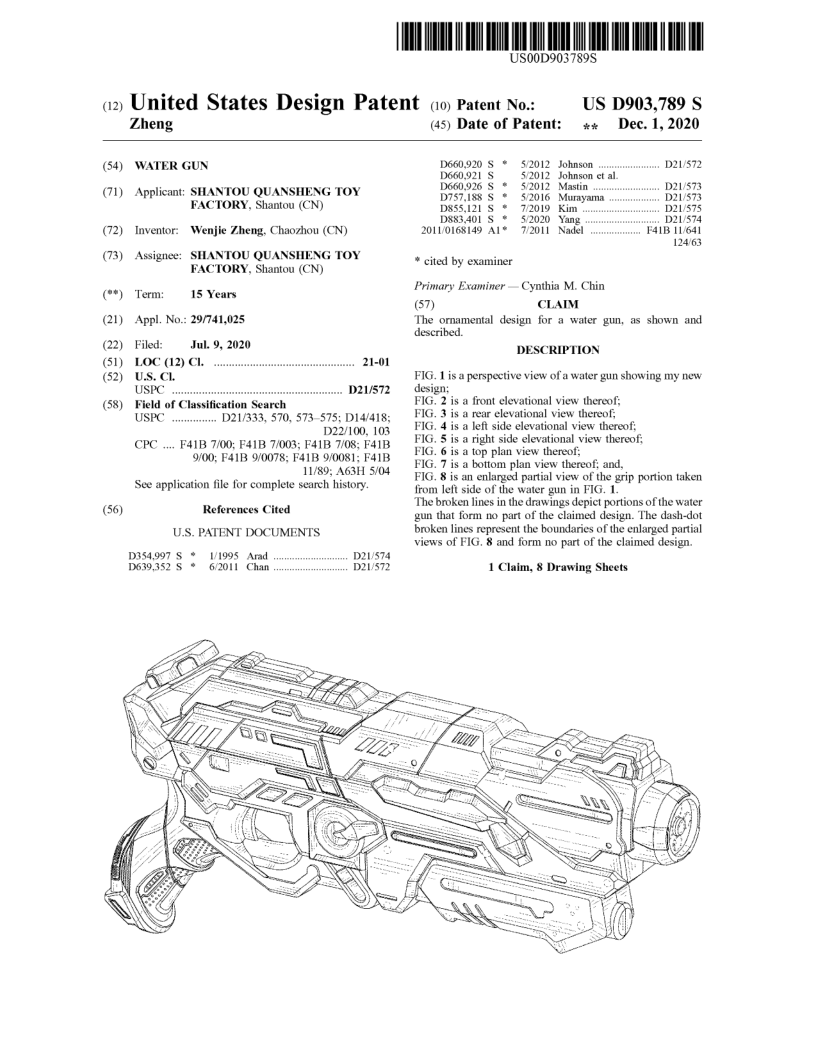 US00D903789S
(12) United States Design Patent
Zheng
(10) Patent No.: US D903,789 S
(45) Date of Patent: ** Dec. 1, 2020
(54) WATER GUN
(71) Applicant: SHANTOU QUANSHENG TOY
FACTORY, Shantou (CN)
(72) Inventor: Wenjie Zheng, Chaozhou (CN)
(73) Assignee: SHANTOU QUANSHENG TOY
FACTORY, Shantou (CN)
(**) Term: 15 Years
(21) Appl. No.: 29/741,025
(22) Filed: Jul. 9, 2020
(51) LOC (12) Cl. ............................................... 21-01
(52) U.S. Cl.
USPC ......................................................... D21/572
(58) Field of Classification Search
USPC ............... D21/333, 570, 573–575; D14/418;
D22/100, 103
CPC .... F41B 7/00; F41B 7/003; F41B 7/08; F41B
9/00; F41B 9/0078; F41B 9/0081; F41B
11/89; A63H 5/04
See application file for complete search history.
(56) References Cited
U.S. PATENT DOCUMENTS
D354,997 S * 1/1995 Arad ............................ D21/574
D639,352 S * 6/2011 Chan ............................ D21/572
D660,920 S * 5/2012 Johnson ....................... D21/572
D660,921 S 5/2012 Johnson et al.
D660,926 S * 5/2012 Mastin ......................... D21/573
D757,188 S * 5/2016 Murayama ................... D21/573
D855,121 S * 7/2019 Kim ............................. D21/575
D883,401 S * 5/2020 Yang ............................ D21/574
2011/0168149 A1* 7/2011 Nadel ................... F41B 11/641
124/63
* cited by examiner
Primary Examiner — Cynthia M. Chin
(57) CLAIM
The ornamental design for a water gun, as shown and
described.
DESCRIPTION
FIG. 1 is a perspective view of a water gun showing my new
design;
FIG. 2 is a front elevational view thereof;
FIG. 3 is a rear elevational view thereof;
FIG. 4 is a left side elevational view thereof;
FIG. 5 is a right side elevational view thereof;
FIG. 6 is a top plan view thereof;
FIG. 7 is a bottom plan view thereof; and,
FIG. 8 is an enlarged partial view of the grip portion taken
from left side of the water gun in FIG. 1.
The broken lines in the drawings depict portions of the water
gun that form no part of the claimed design. The dash-dot
broken lines represent the boundaries of the enlarged partial
views of FIG. 8 and form no part of the claimed design.
1 Claim, 8 Drawing Sheets